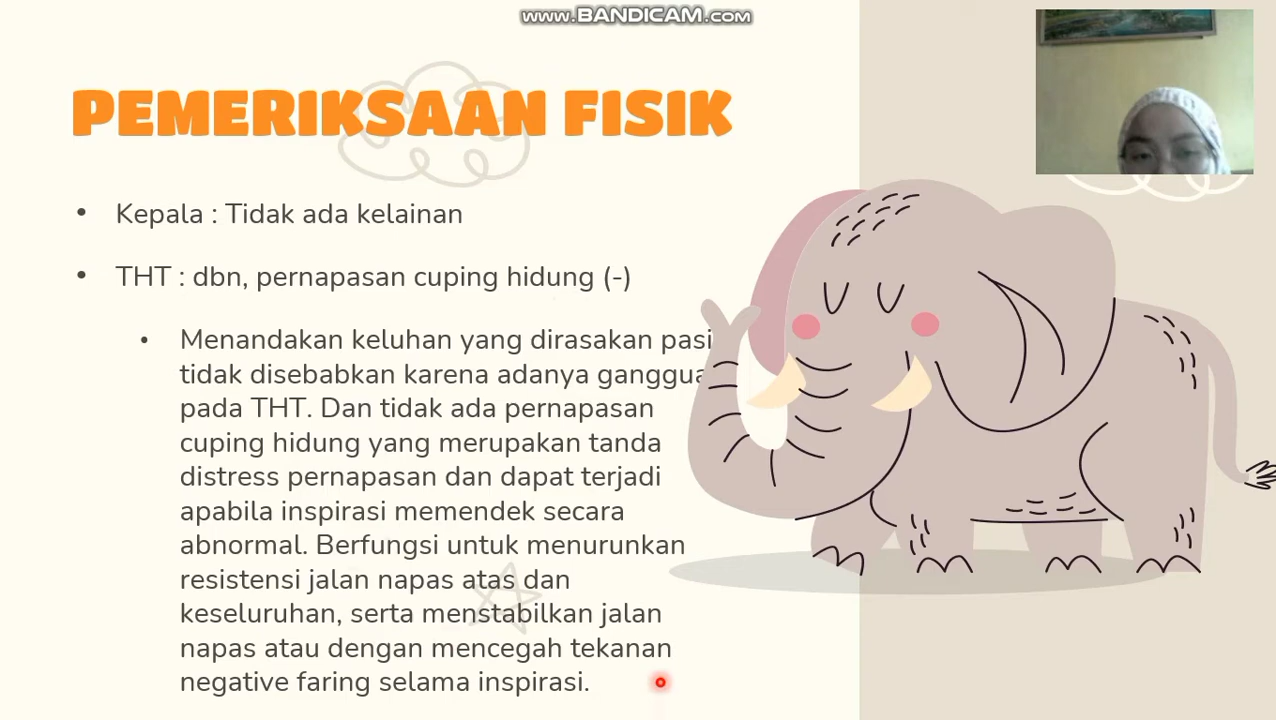 www.BANDICAM.com
PEMERIKSAAN FISIK
• Kepala : Tidak ada kelainan
• THT : dbn, pernapasan cuping hidung (-)
• Menandakan keluhan yang dirasakan pasi
tidak disebabkan karena adanya ganggua
pada THT. Dan tidak ada pernapasan
cuping hidung yang merupakan tanda
distress pernapasan dan dapat terjadi
apabila inspirasi memendek secara
abnormal. Berfungsi untuk menurunkan
resistensi jalan napas atas dan
keseluruhan, serta menstabilkan jalan
napas atau dengan mencegah tekanan
negative faring selama inspirasi.